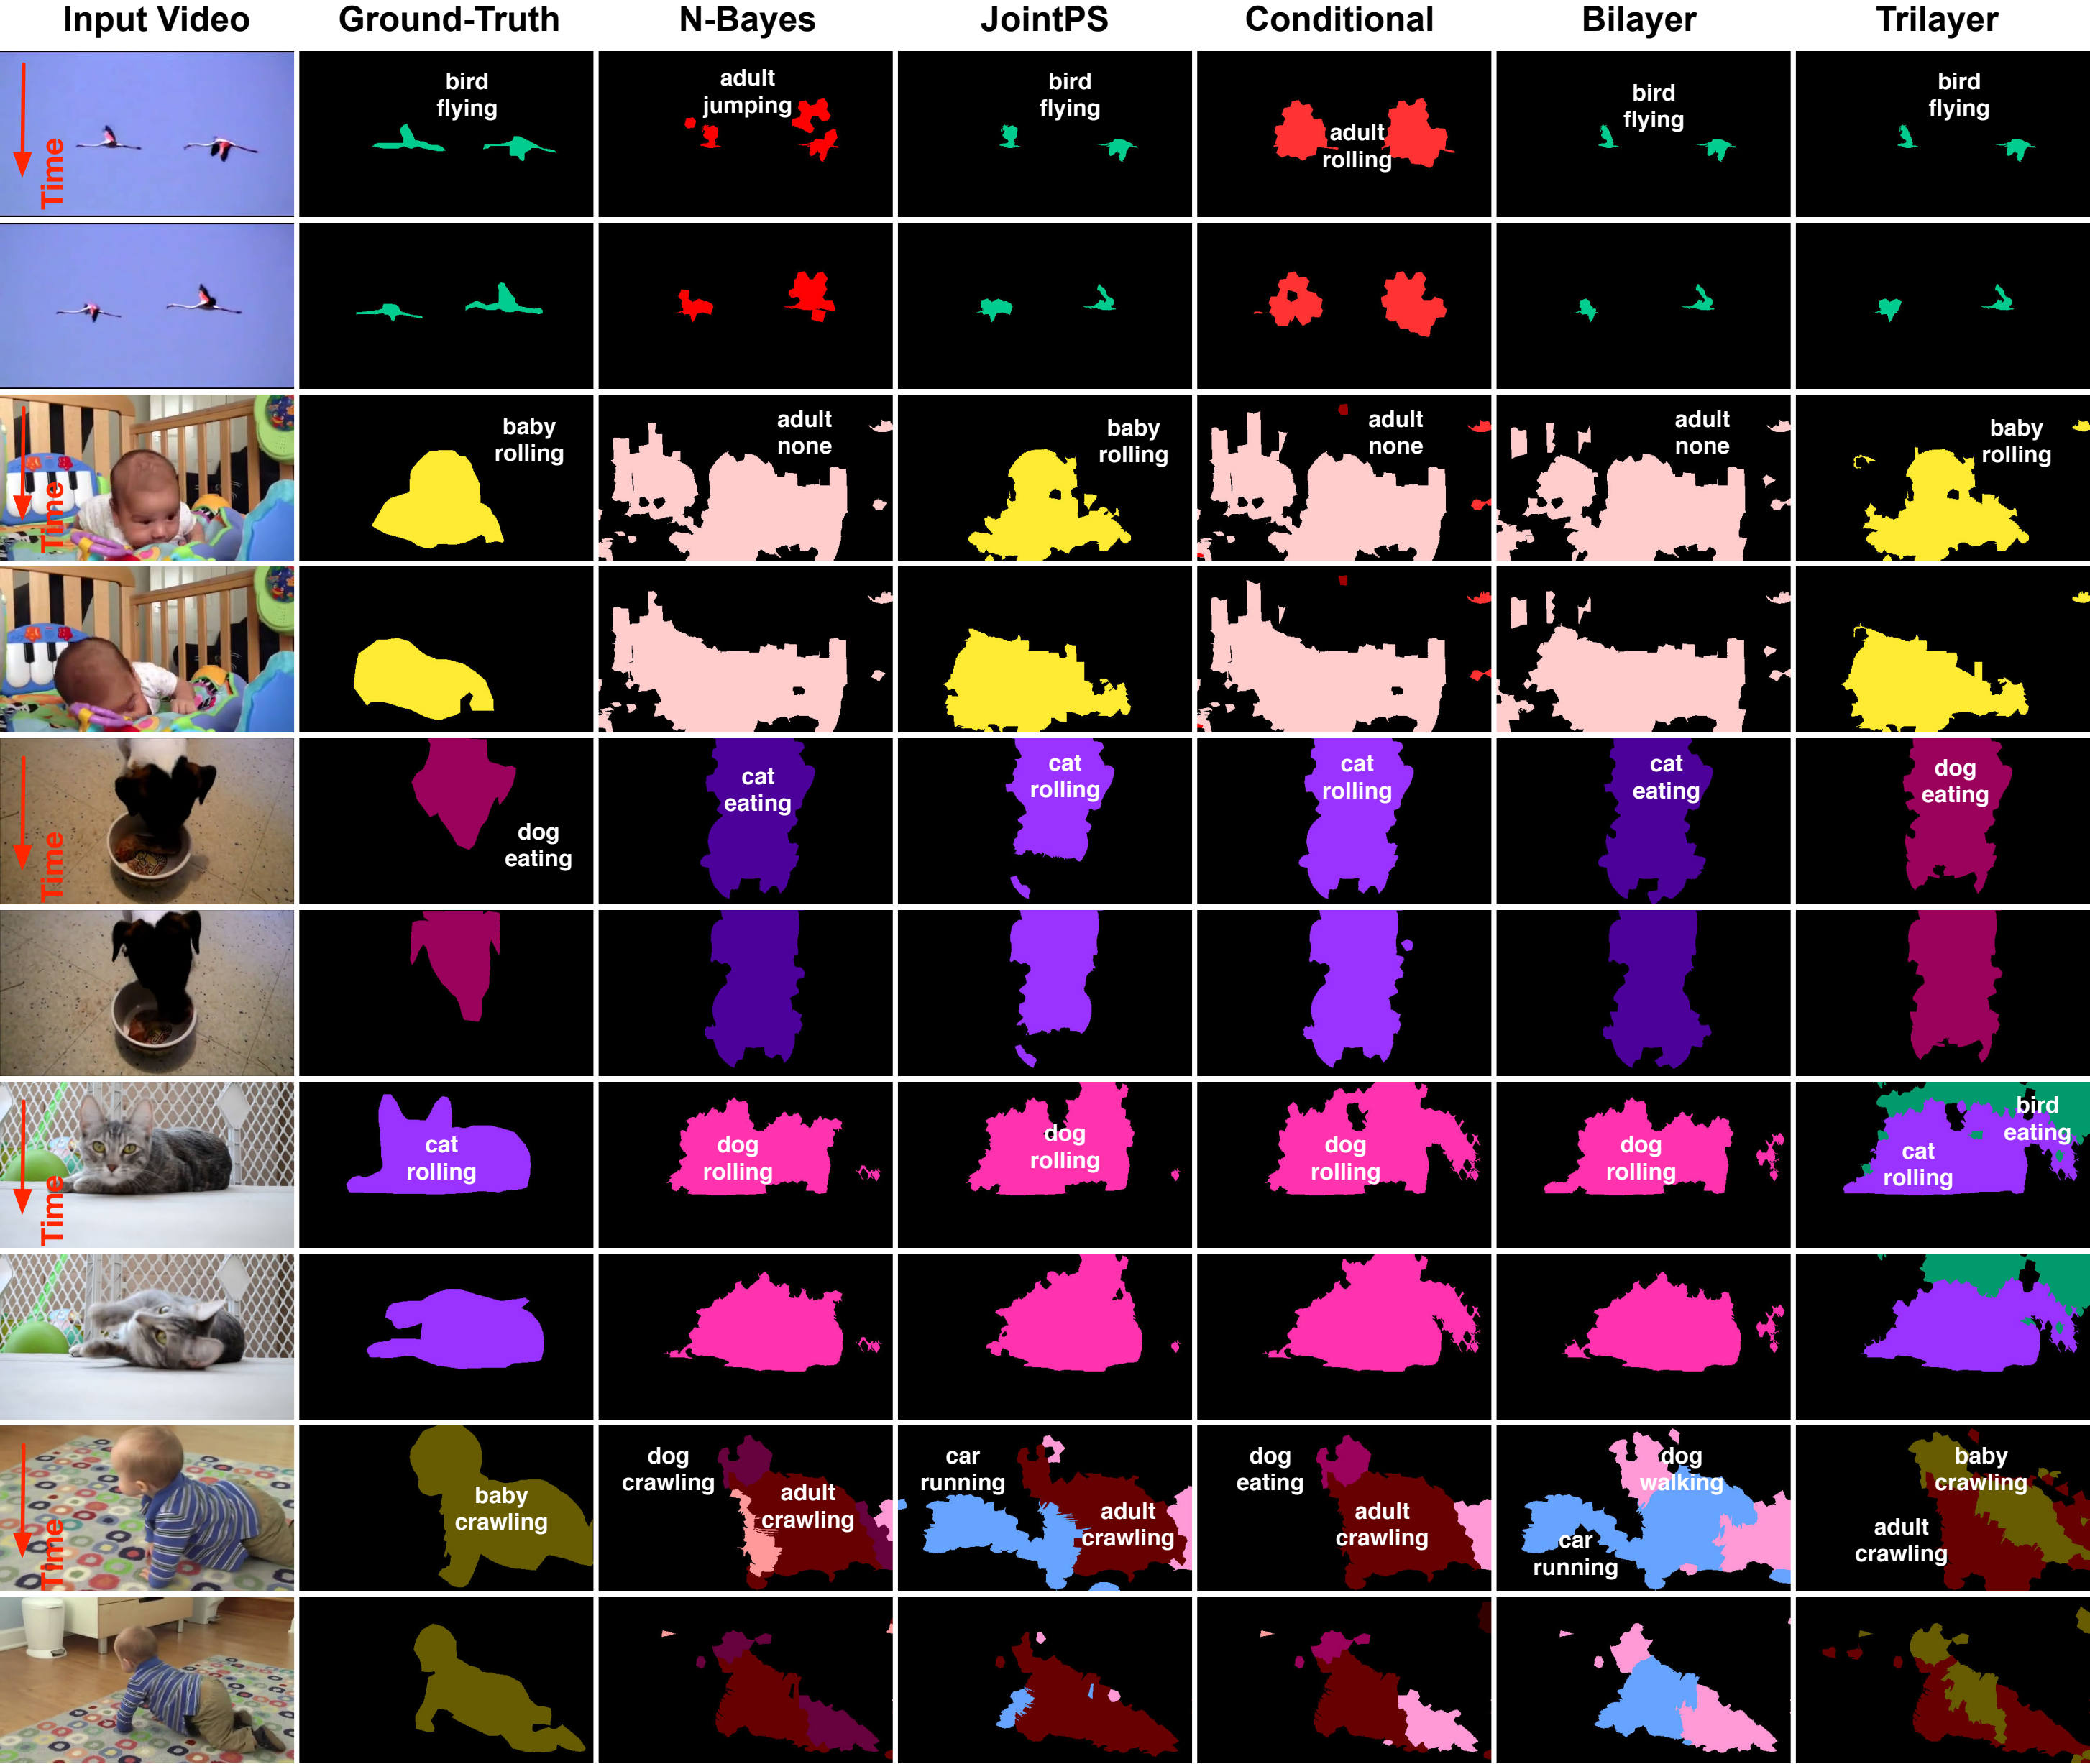 Input Video Ground-Truth N-Bayes JointPS Conditional Bilayer Trilayer
Time
bird
flying
adult
jumping
bird
flying
adult
rolling
bird
flying
bird
flying
Time
baby
rolling
adult
none
baby
rolling
adult
none
adult
none
baby
rolling
Time
dog
eating
cat
eating
cat
rolling
cat
rolling
cat
eating
dog
eating
Time
cat
rolling
dog
rolling
dog
rolling
dog
rolling
dog
rolling
bird
eating
cat
rolling
Time
baby
crawling
dog
crawling
adult
crawling
car
running
adult
crawling
dog
eating
adult
crawling
dog
walking
car
running
baby
crawling
adult
crawling